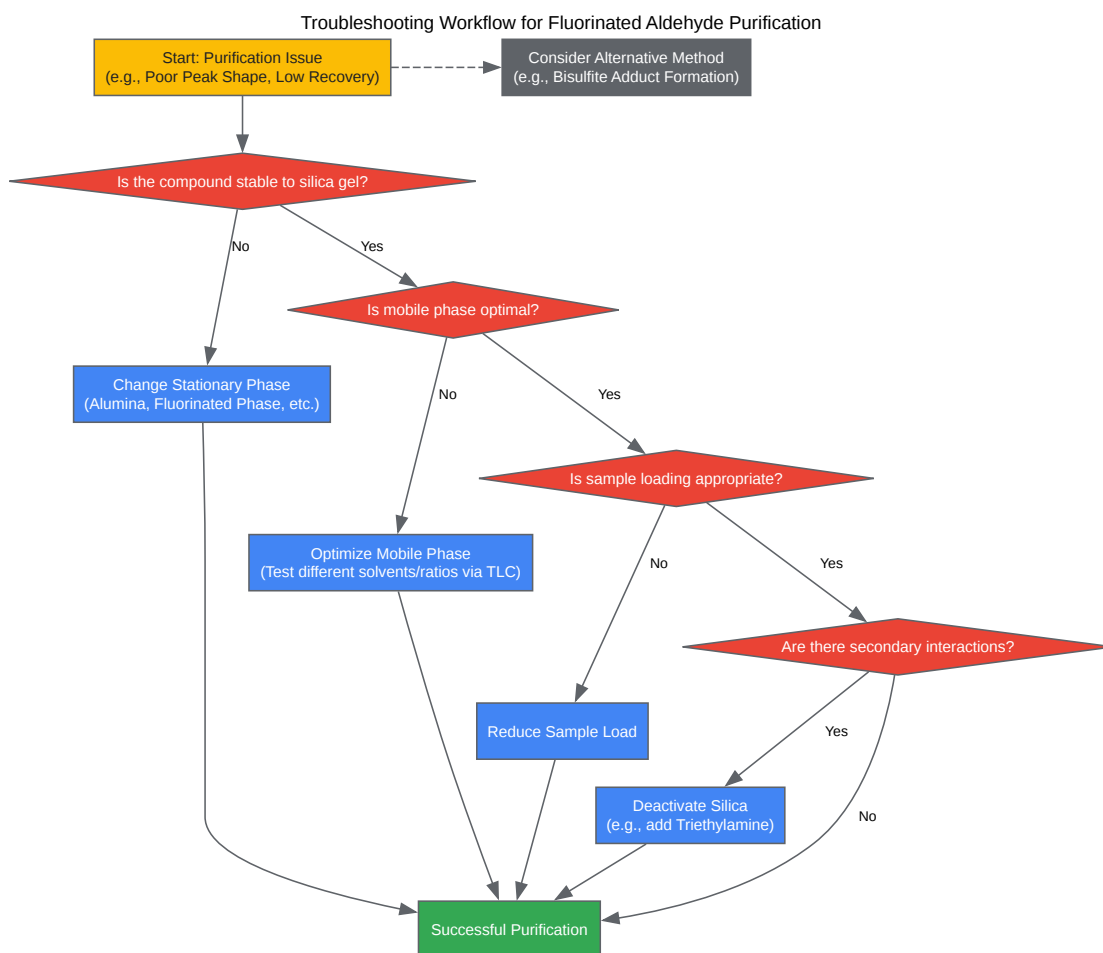 Troubleshooting Workflow for Fluorinated Aldehyde Purification
Start: Purification Issue
(e.g., Poor Peak Shape, Low Recovery)
Consider Alternative Method
(e.g., Bisulfite Adduct Formation)
Is the compound stable to silica gel?
No
Yes
Is mobile phase optimal?
Change Stationary Phase
(Alumina, Fluorinated Phase, etc.)
No
Yes
Is sample loading appropriate?
Optimize Mobile Phase
(Test different solvents/ratios via TLC)
No
Yes
Are there secondary interactions?
Reduce Sample Load
Yes
Deactivate Silica
(e.g., add Triethylamine)
No
Successful Purification